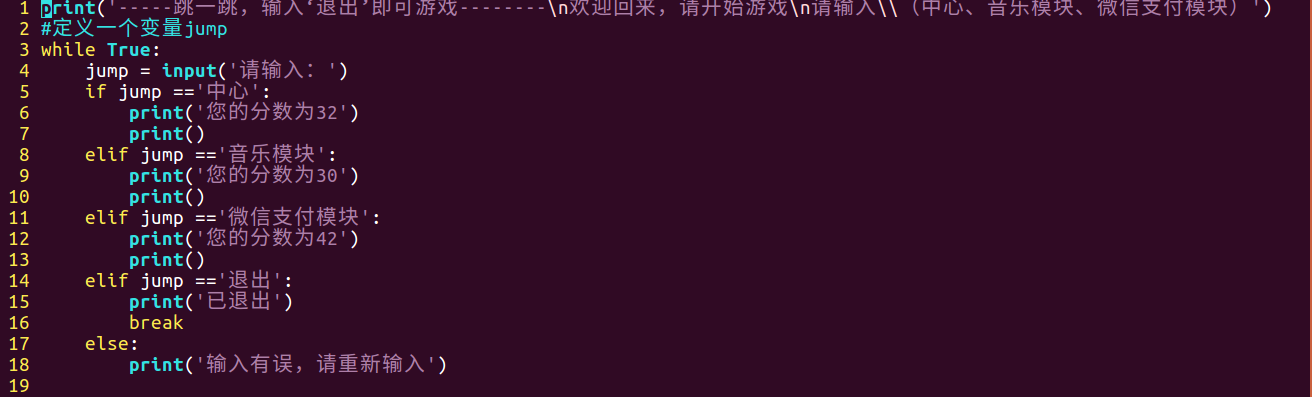 1 print('-----跳一跳，输入‘退出’即可游戏--------\n欢迎回来，请开始游戏\n请输入\\（中心、音乐模块、微信支付模块）')
2 #定义一个变量jump
3 while True:
4     jump = input('请输入：')
5     if jump =='中心':
6         print('您的分数为32')
7         print()
8     elif jump =='音乐模块':
9         print('您的分数为30')
10         print()
11     elif jump =='微信支付模块':
12         print('您的分数为42')
13         print()
14     elif jump =='退出':
15         print('已退出')
16         break
17     else:
18         print('输入有误，请重新输入')
19